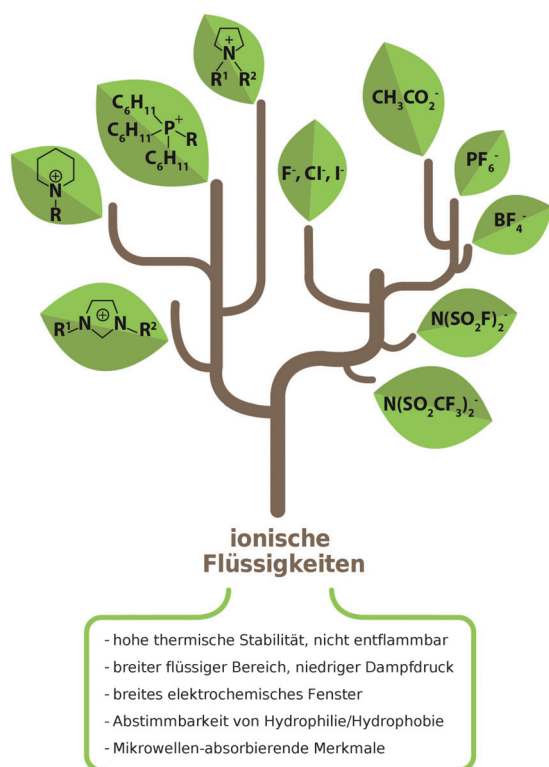 N⊕
R¹ R²
C₆H₁₁
C₆H₁₁-P⁺-R
C₆H₁₁
⊕
N
R
R¹-N ⊕ N-R²
F⁻, Cl⁻, I⁻
CH₃CO₂⁻
PF₆⁻
BF₄⁻
N(SO₂F)₂⁻
N(SO₂CF₃)₂⁻
ionische
Flüssigkeiten
- hohe thermische Stabilität, nicht entflammbar
- breiter flüssiger Bereich, niedriger Dampfdruck
- breites elektrochemisches Fenster
- Abstimmbarkeit von Hydrophilie/Hydrophobie
- Mikrowellen-absorbierende Merkmale